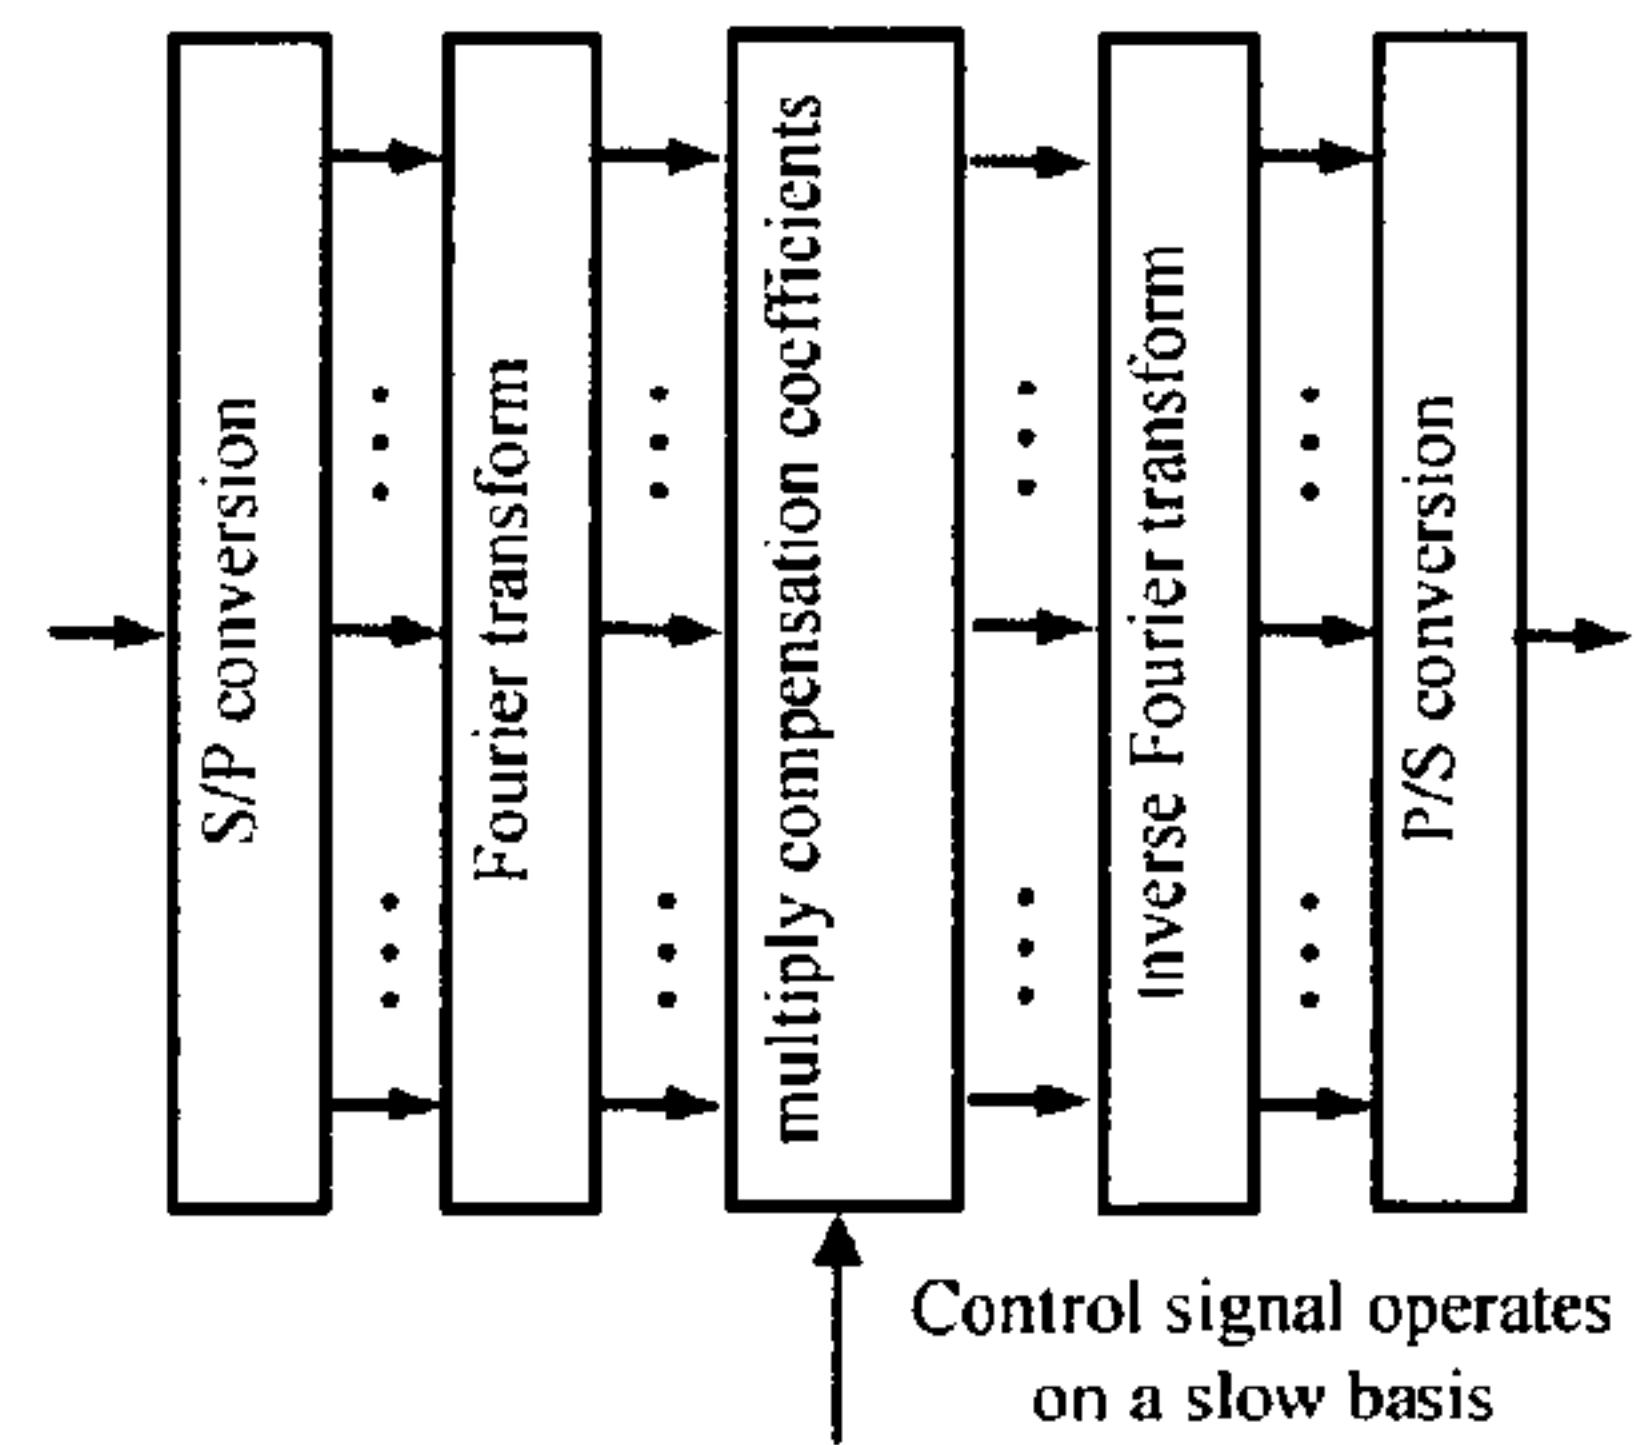 S/P conversion
Fourier transform
multiply compensation coefficients
Inverse Fourier transform
P/S conversion
Control signal operates
on a slow basis